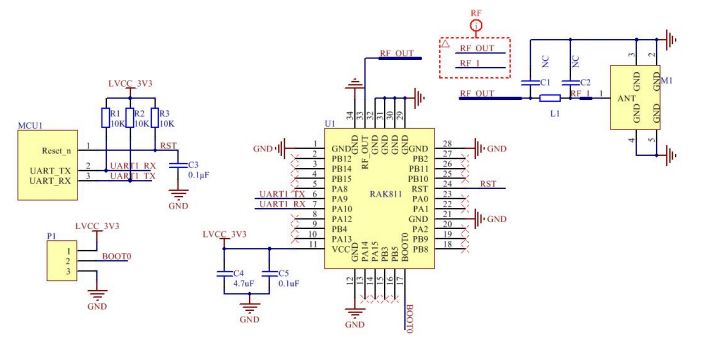 RF
i
RF_OUT
RF_OUT
RF_I
NC
NC
C1
C2
RF_OUT
L1
RF_I
1
ANT
M1
3
2
GND
GND
GND
GND
4
5
LVCC_3V3
R1
10K
R2
10K
R3
10K
MCU1
Reset_n
1
RST
UART_TX
2
UART1_RX
UART_RX
3
UART1_TX
C3
0.1μF
GND
LVCC_3V3
P1
1
2
3
BOOT0
GND
U1
RAK811
34
33
32
31
30
29
GND
RF_OUT
GND
GND
GND
GND
GND
1
GND
2
PB12
3
PB14
4
PB15
5
PA8
UART1_TX
6
PA9
UART1_RX
7
PA10
8
PA12
9
PB4
10
PA13
11
VCC
GND
28
GND
PB2
27
PB11
26
PB10
25
RST
24
RST
PA0
23
PA1
22
GND
21
GND
PA2
20
PB9
19
PB8
18
GND
PA14
PA15
PB3
PB5
BOOT0
12
13
14
15
16
17
GND
BOOT0
LVCC_3V3
C4
4.7uF
C5
0.1uF
GND